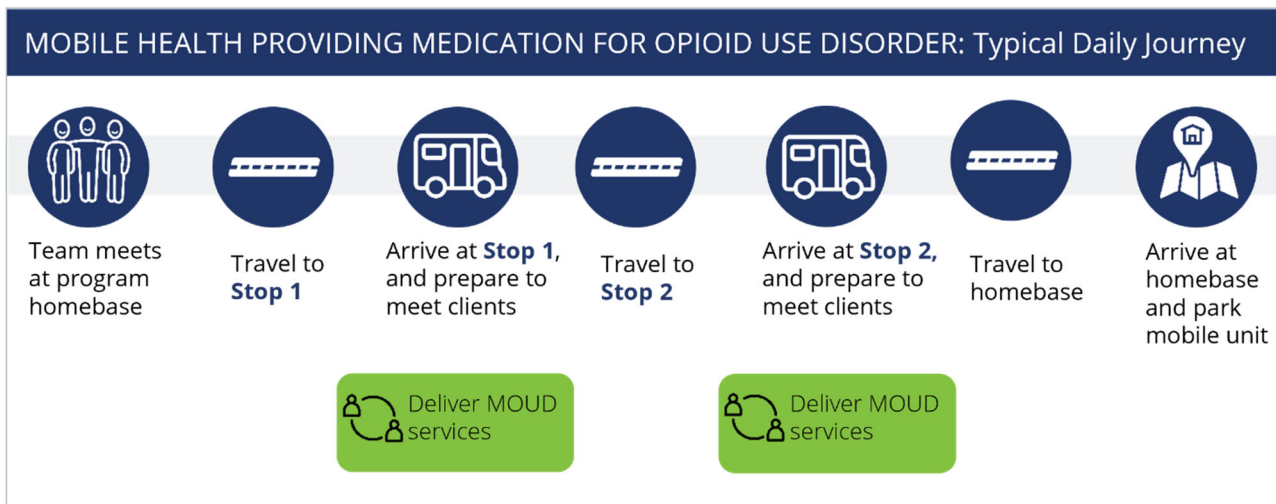 MOBILE HEALTH PROVIDING MEDICATION FOR OPIOID USE DISORDER: Typical Daily Journey
Team meets
at program
homebase
Travel to
Stop 1
Arrive at Stop 1,
and prepare to
meet clients
Travel to
Stop 2
Arrive at Stop 2,
and prepare to
meet clients
Travel to
homebase
Arrive at
homebase
and park
mobile unit
Deliver MOUD
services
Deliver MOUD
services